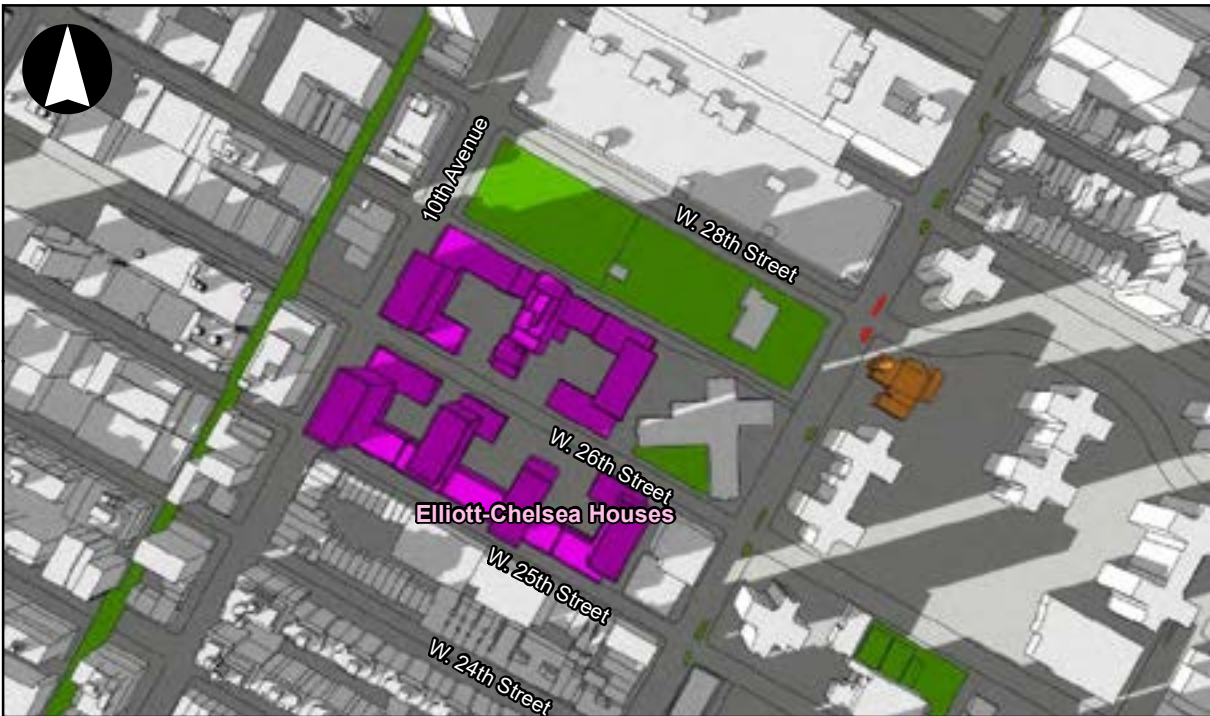 10th Avenue
W. 28th Street
W. 26th Street
Elliott-Chelsea Houses
W. 25th Street
W. 24th Street